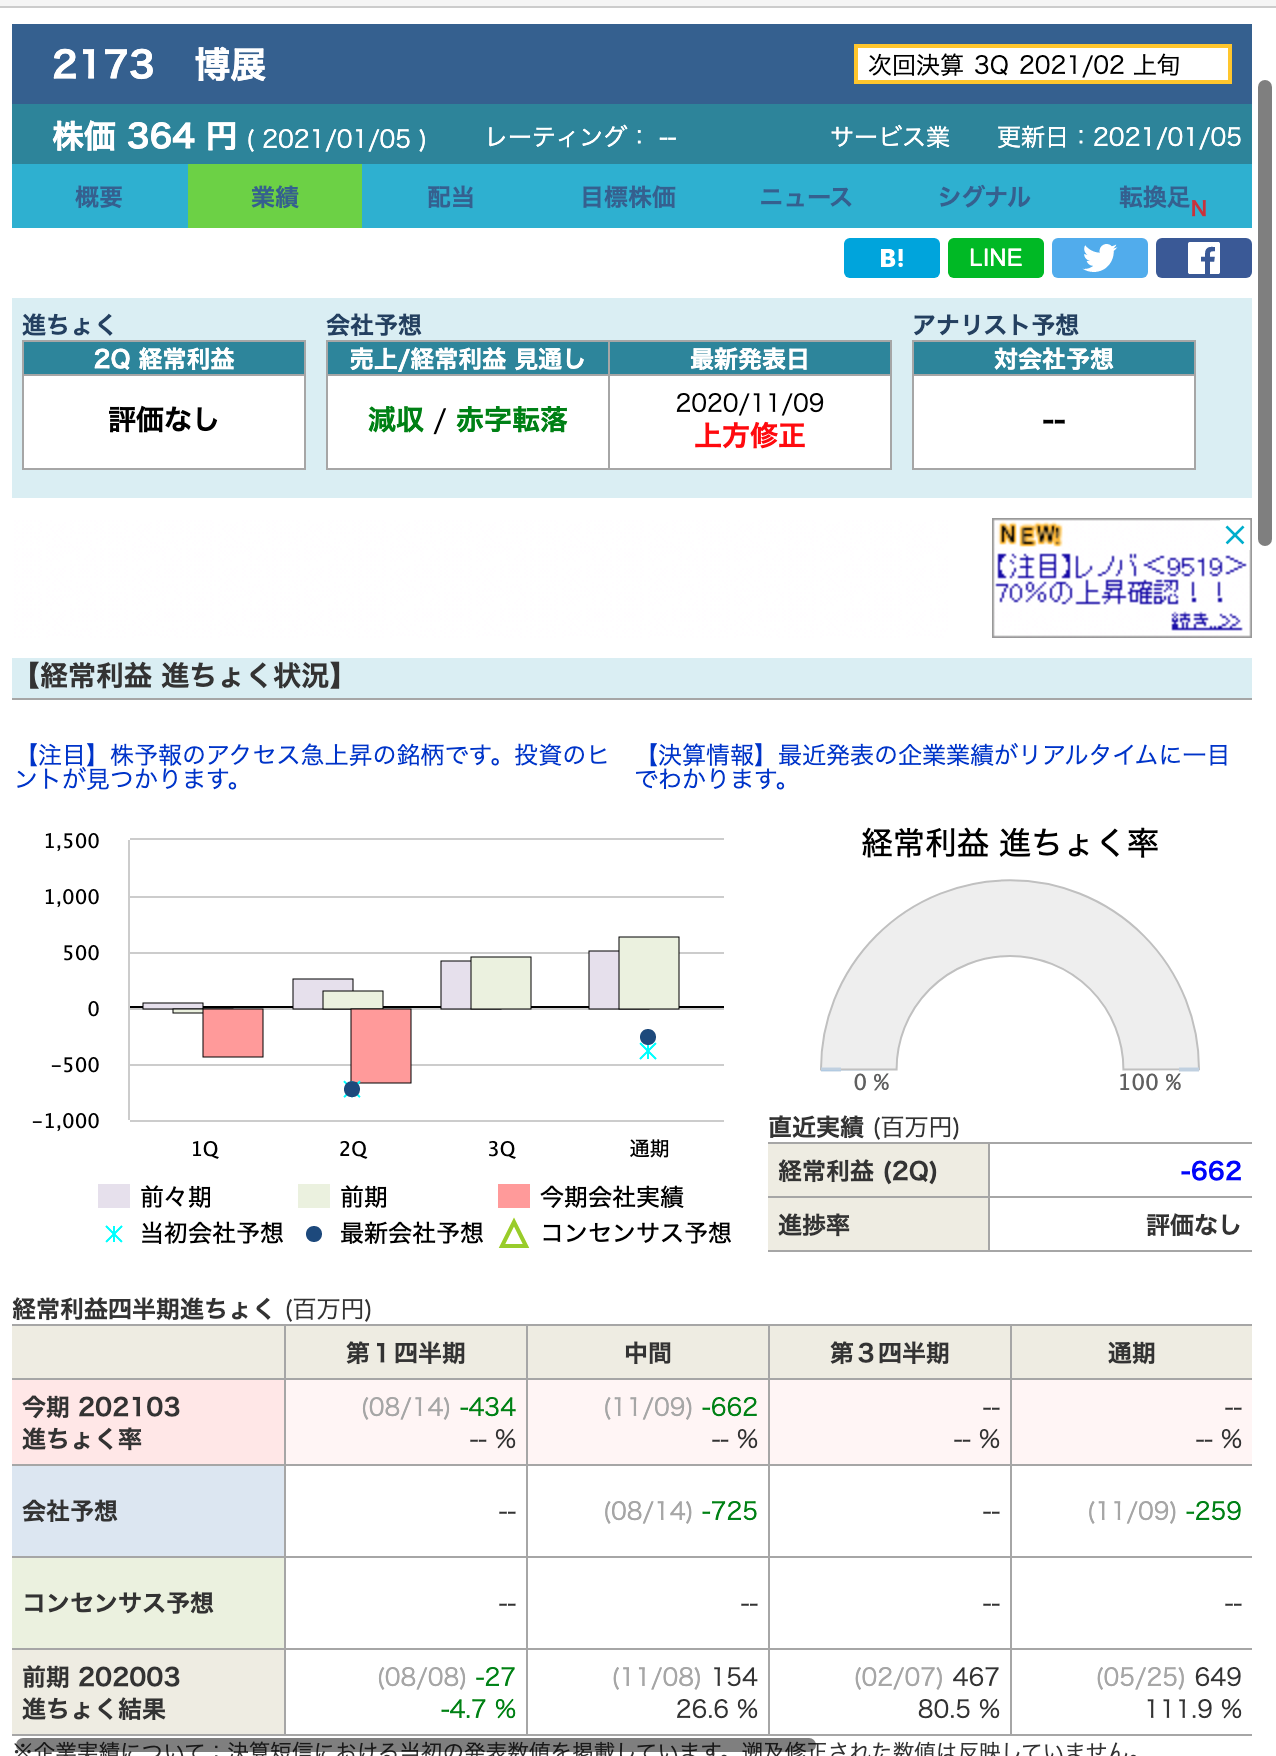 2173 博展
次回決算 3Q 2021/02 上旬
株価 364 円 ( 2021/01/05 ) レーティング： -- サービス業 更新日：2021/01/05
概要 業績 配当 目標株価 ニュース シグナル 転換足N
B! LINE
進ちょく 会社予想 アナリスト予想
2Q 経常利益 売上/経常利益 見通し 最新発表日 対会社予想
評価なし 減収 / 赤字転落 2020/11/09 --
上方修正
NEW!
【注目】レノバ<9519>
70%の上昇確認！！
続き..>>
【経常利益 進ちょく状況】
【注目】株予報のアクセス急上昇の銘柄です。投資のヒ
ントが見つかります。
【決算情報】最近発表の企業業績がリアルタイムに一目
でわかります。
1,500
1,000
500
0
-500
-1,000
1Q 2Q 3Q 通期
前々期 前期 今期会社実績
当初会社予想 最新会社予想 コンセンサス予想
経常利益 進ちょく率
0 % 100 %
直近実績 (百万円)
経常利益 (2Q) -662
進捗率 評価なし
経常利益四半期進ちょく (百万円)
第１四半期 中間 第３四半期 通期
今期 202103 (08/14) -434 (11/09) -662 -- --
進ちょく率 -- % -- % -- % -- %
会社予想 -- (08/14) -725 -- (11/09) -259
コンセンサス予想 -- -- -- --
前期 202003 (08/08) -27 (11/08) 154 (02/07) 467 (05/25) 649
進ちょく結果 -4.7 % 26.6 % 80.5 % 111.9 %
※企業実績について：決算短信における当初の発表数値を掲載しています。遡及修正された数値は反映していません。